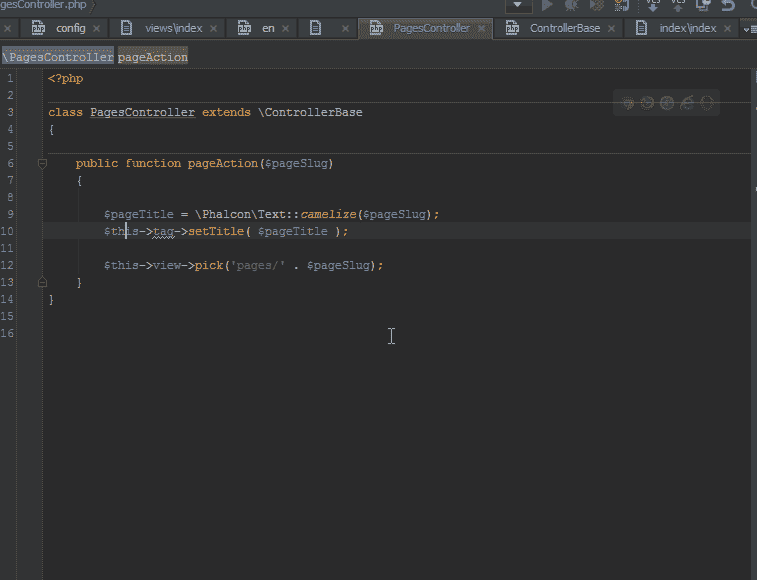 gesController.php
config views\index en PagesController ControllerBase index\index
\PagesController pageAction
1 <?php
2
3 class PagesController extends \ControllerBase
4 {
5
6 public function pageAction($pageSlug)
7 {
8
9 $pageTitle = \Phalcon\Text::camelize($pageSlug);
10 $this->tag->setTitle( $pageTitle );
11
12 $this->view->pick('pages/' . $pageSlug);
13 }
14 }
15
16